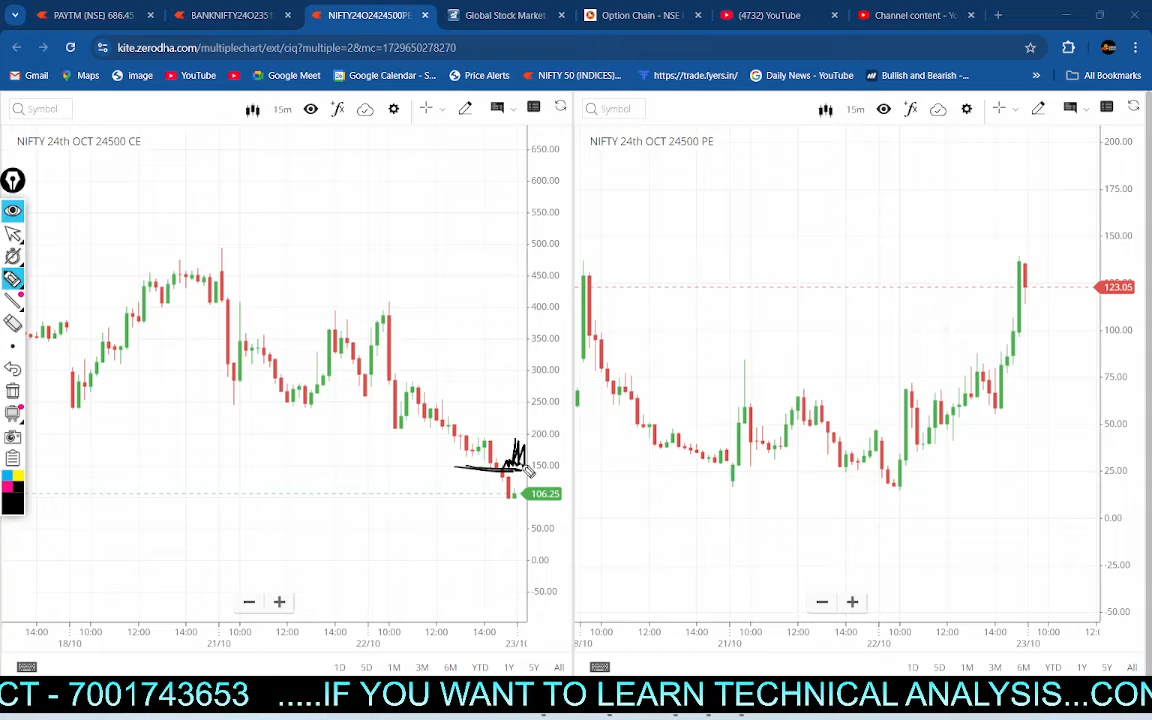 PAYTM (NSE) 686.45
BANKNIFTY24O2351
NIFTY24O2424500PE
Global Stock Market
Option Chain - NSE
(4732) YouTube
Channel content - Yo
kite.zerodha.com/multiplechart/ext/ciq?multiple=2&mc=1729650278270
Gmail Maps image YouTube Google Meet Google Calendar - S... Price Alerts NIFTY 50 (INDICES)... https://trade.fyers.in/ Daily News - YouTube Bullish and Bearish -... » All Bookmarks
Symbol 15m
NIFTY 24th OCT 24500 CE
650.00
600.00
550.00
500.00
450.00
400.00
350.00
300.00
250.00
200.00
150.00
106.25
50.00
0.00
-50.00
14:00 10:00 12:00 14:00 10:00 12:00 14:00 10:00 12:00 14:00
18/10 21/10 22/10 23/1
1D 5D 1M 3M 6M YTD 1Y 5Y All
Symbol 15m
NIFTY 24th OCT 24500 PE
200.00
175.00
150.00
123.05
100.00
75.00
50.00
25.00
0.00
-25.00
-50.00
10:00 12:00 14:00 10:00 12:00 14:00 10:00 12:00 14:00 10:00 12:
8/10 21/10 22/10 23/10
1D 5D 1M 3M 6M YTD 1Y 5Y All
CT - 7001743653 .....IF YOU WANT TO LEARN TECHNICAL ANALYSIS...CON